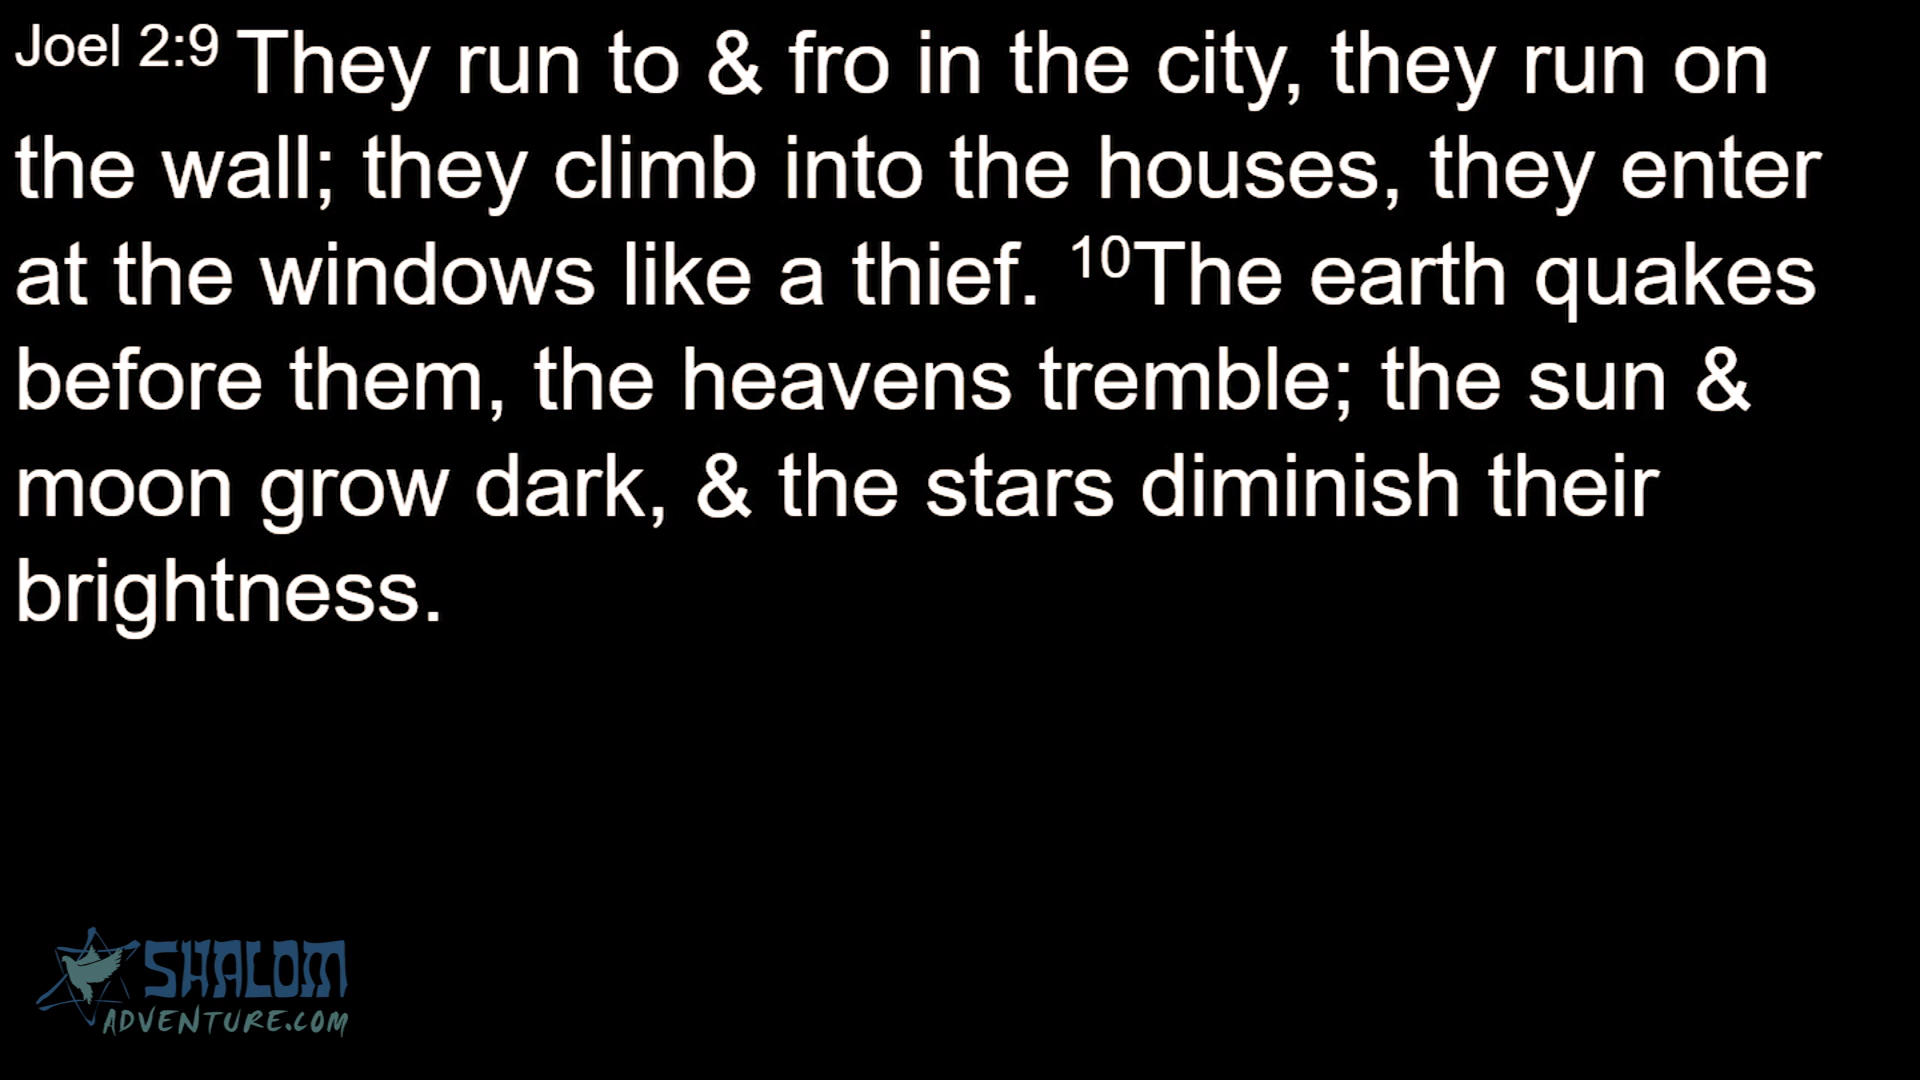 Joel 2:9 They run to & fro in the city, they run on
the wall; they climb into the houses, they enter
at the windows like a thief. 10The earth quakes
before them, the heavens tremble; the sun &
moon grow dark, & the stars diminish their
brightness.
SHALOM
ADVENTURE.COM